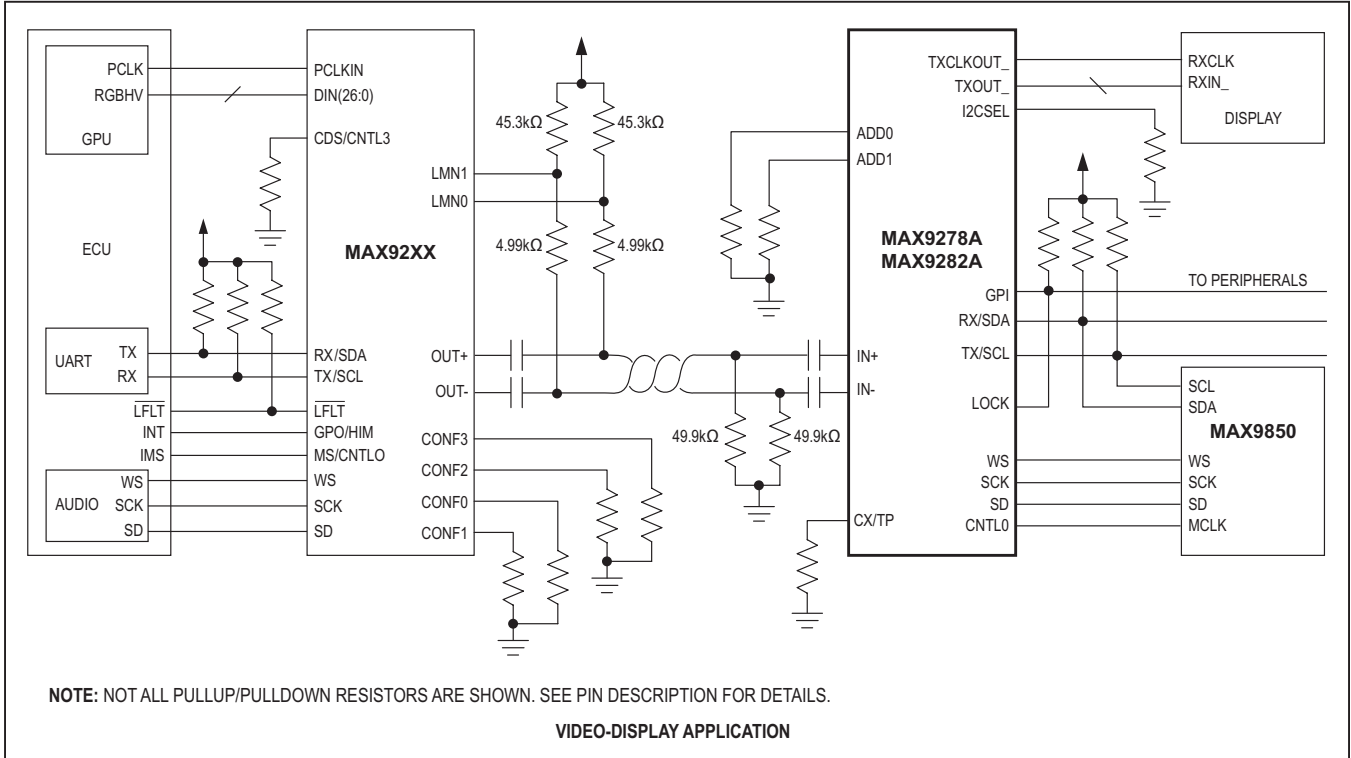 PCLK
RGBHV
GPU
ECU
UART
TX
RX
LFLT
INT
IMS
AUDIO
WS
SCK
SD
PCLKIN
DIN(26:0)
CDS/CNTL3
LMN1
LMN0
MAX92XX
RX/SDA
TX/SCL
LFLT
GPO/HIM
MS/CNTLO
WS
SCK
SD
OUT+
OUT-
CONF3
CONF2
CONF0
CONF1
45.3kΩ
45.3kΩ
4.99kΩ
4.99kΩ
49.9kΩ
49.9kΩ
ADD0
ADD1
IN+
IN-
CX/TP
MAX9278A
MAX9282A
TXCLKOUT_
TXOUT_
I2CSEL
GPI
RX/SDA
TX/SCL
LOCK
WS
SCK
SD
CNTL0
RXCLK
RXIN_
DISPLAY
TO PERIPHERALS
SCL
SDA
MAX9850
WS
SCK
SD
MCLK
NOTE: NOT ALL PULLUP/PULLDOWN RESISTORS ARE SHOWN. SEE PIN DESCRIPTION FOR DETAILS.
VIDEO-DISPLAY APPLICATION